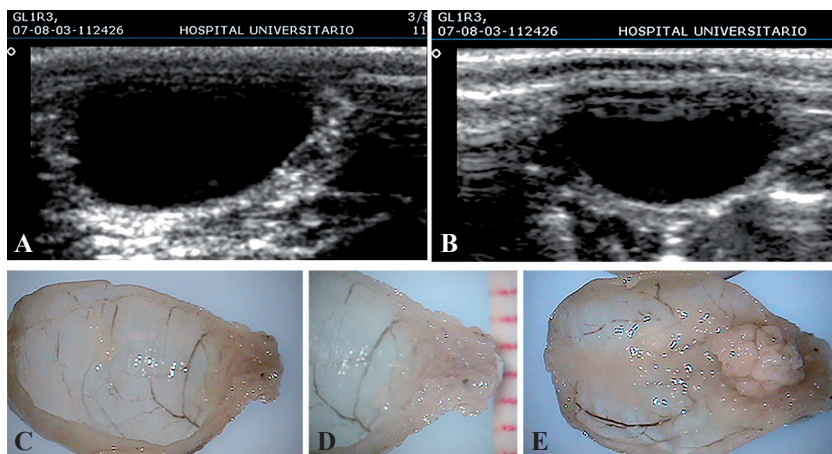 GL1R3, 3/8
07-08-03-112426 HOSPITAL UNIVERSITARIO 11
GL1R3,
07-08-03-112426 HOSPITAL UNIVERSITARIO
A
B
C
D
E